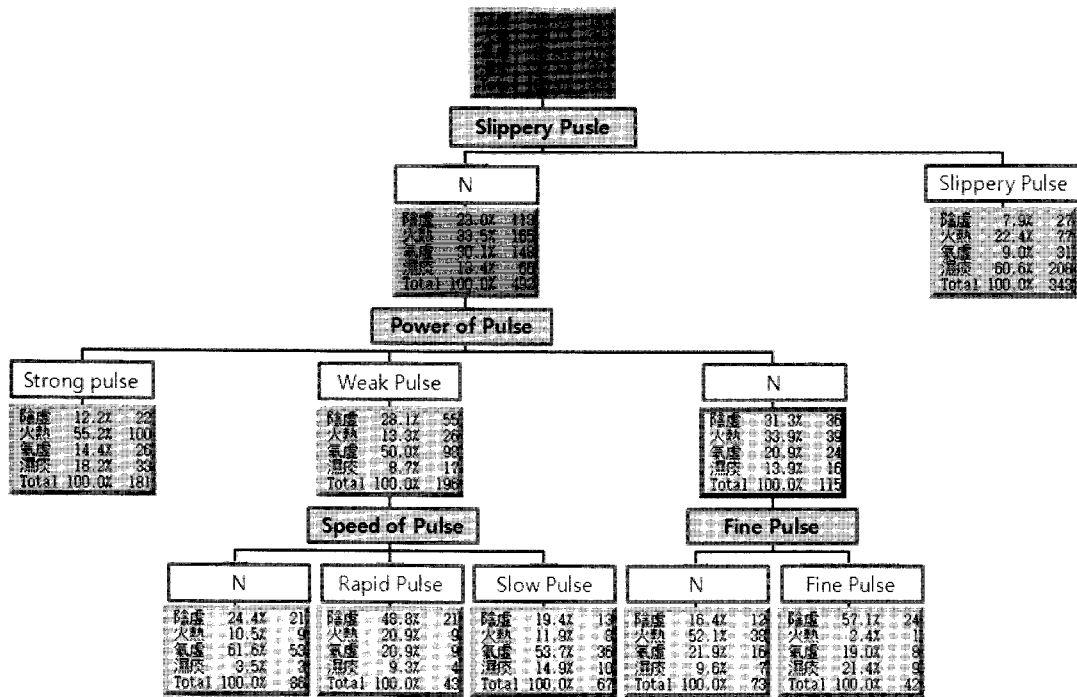 Slippery Pusle
N
陰虛 23.0% 113
火熱 33.5% 165
氣虛 30.1% 148
濕痰 13.4% 66
Total 100.0% 492
Slippery Pulse
陰虛 7.9% 27
火熱 22.4% 77
氣虛 9.0% 31
濕痰 60.6% 208
Total 100.0% 343
Power of Pulse
Strong pulse
陰虛 12.2% 22
火熱 55.2% 100
氣虛 14.4% 26
濕痰 18.2% 33
Total 100.0% 181
Weak Pulse
陰虛 28.1% 55
火熱 13.3% 26
氣虛 50.0% 98
濕痰 8.7% 17
Total 100.0% 196
N
陰虛 31.3% 36
火熱 33.9% 39
氣虛 20.9% 24
濕痰 13.9% 16
Total 100.0% 115
Speed of Pulse
Fine Pulse
N
陰虛 24.4% 21
火熱 10.5% 9
氣虛 61.6% 53
濕痰 3.5% 3
Total 100.0% 86
Rapid Pulse
陰虛 48.8% 21
火熱 20.9% 9
氣虛 20.9% 9
濕痰 9.3% 4
Total 100.0% 43
Slow Pulse
陰虛 19.4% 13
火熱 11.9% 8
氣虛 53.7% 36
濕痰 14.9% 10
Total 100.0% 67
N
陰虛 16.4% 12
火熱 52.1% 38
氣虛 21.9% 16
濕痰 9.6% 7
Total 100.0% 73
Fine Pulse
陰虛 57.1% 24
火熱 2.4% 1
氣虛 19.0% 8
濕痰 21.4% 9
Total 100.0% 42